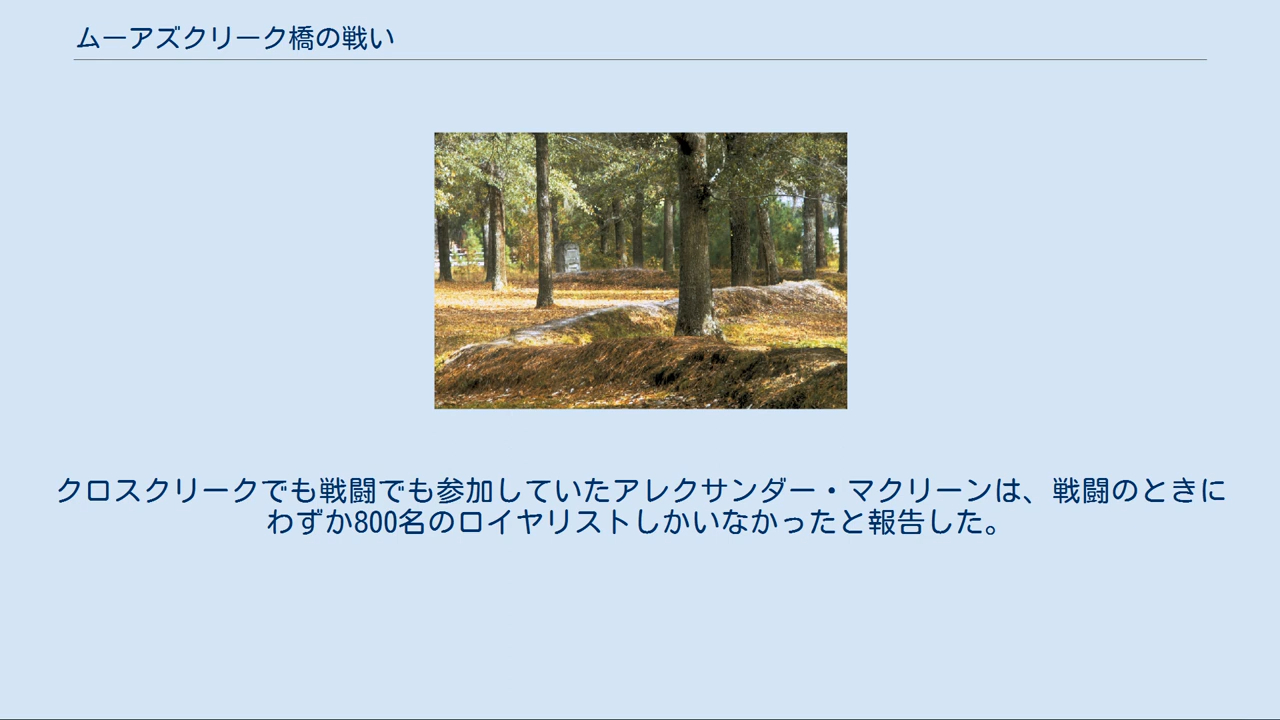 ムーアズクリーク橋の戦い
クロスクリークでも戦闘でも参加していたアレクサンダー・マクリーンは、戦闘のときに
わずか800名のロイヤリストしかいなかったと報告した。